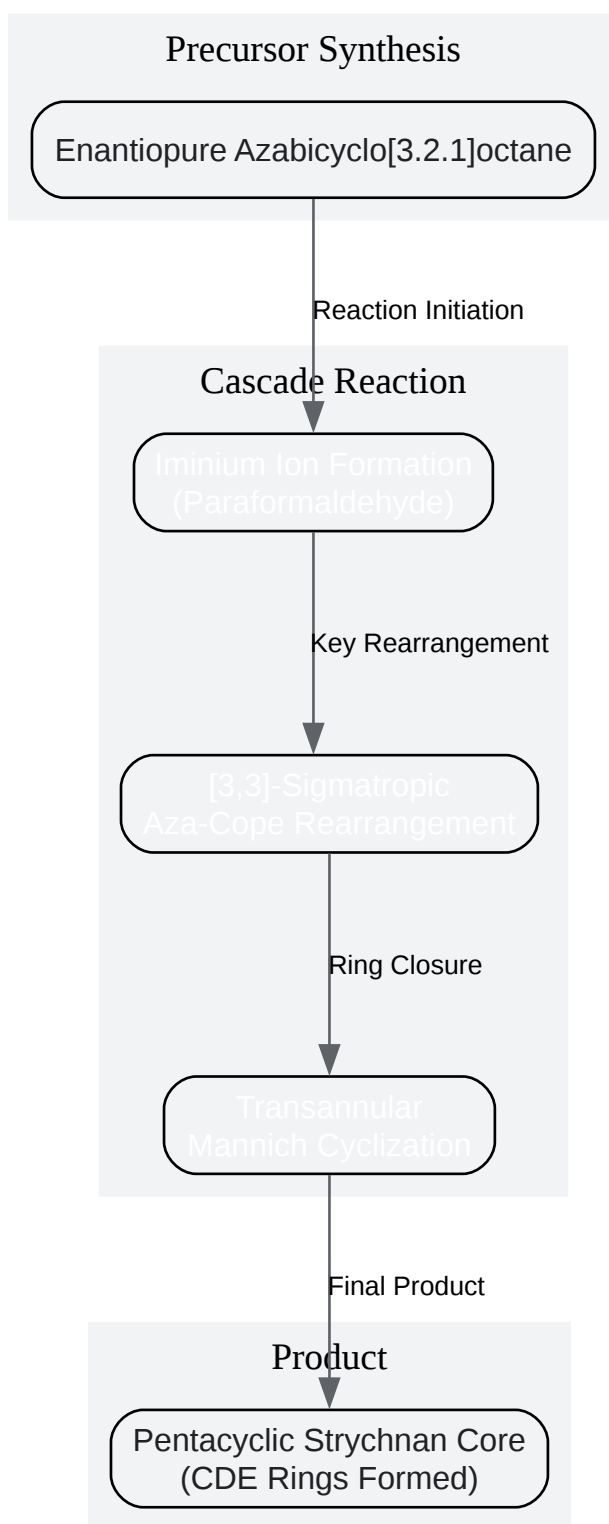 Precursor Synthesis
Enantiopure Azabicyclo[3.2.1]octane
Reaction Initiation
Cascade Reaction
Iminium Ion Formation
(Paraformaldehyde)
Key Rearrangement
[3,3]-Sigmatropic
Aza-Cope Rearrangement
Ring Closure
Transannular
Mannich Cyclization
Final Product
Product
Pentacyclic Strychnan Core
(CDE Rings Formed)